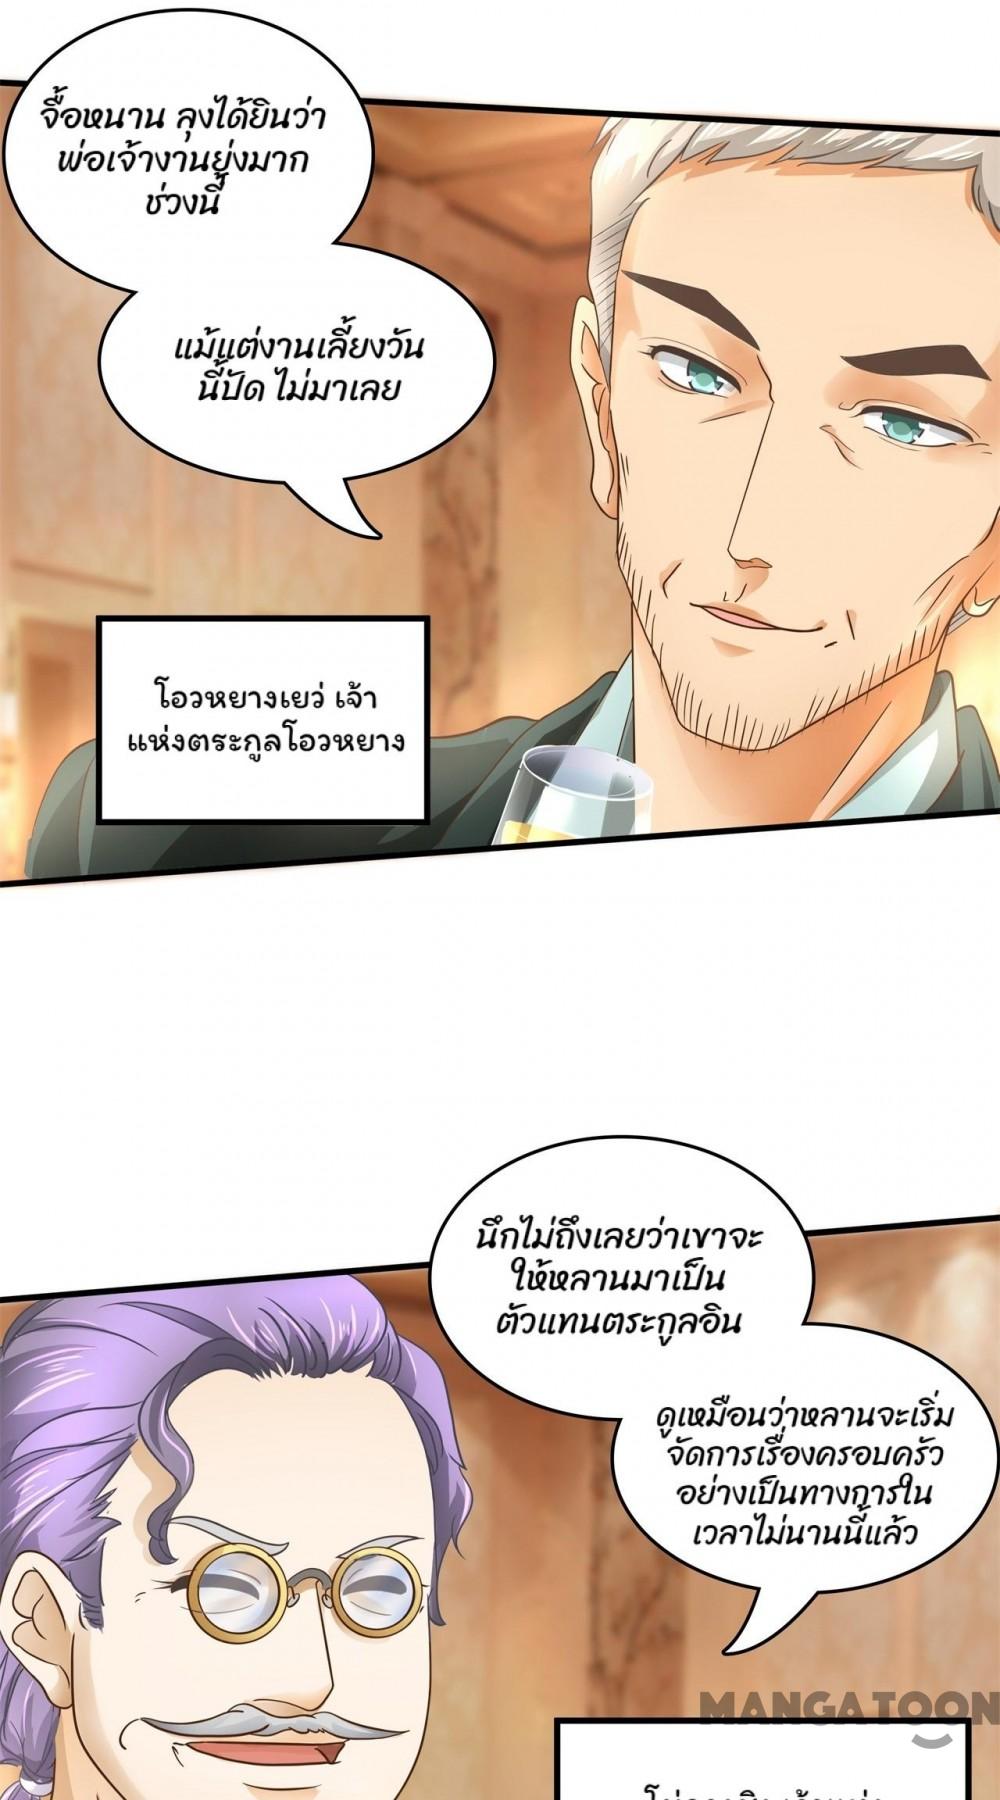 จื้อหนาน ลุงได้ยินว่า
พ่อเจ้างานยุ่งมาก
ช่วงนี้
แม้แต่งานเลี้ยงวัน
นี้ปัด ไม่มาเลย
โอวหยางเยว่ เจ้า
แห่งตระกูลโอวหยาง
นึกไม่ถึงเลยว่าเขาจะ
ให้หลานมาเป็น
ตัวแทนตระกูลอิน
ดูเหมือนว่าหลานจะเริ่ม
จัดการเรื่องครอบครัว
อย่างเป็นทางการใน
เวลาไม่นานนี้แล้ว
MANGATOON